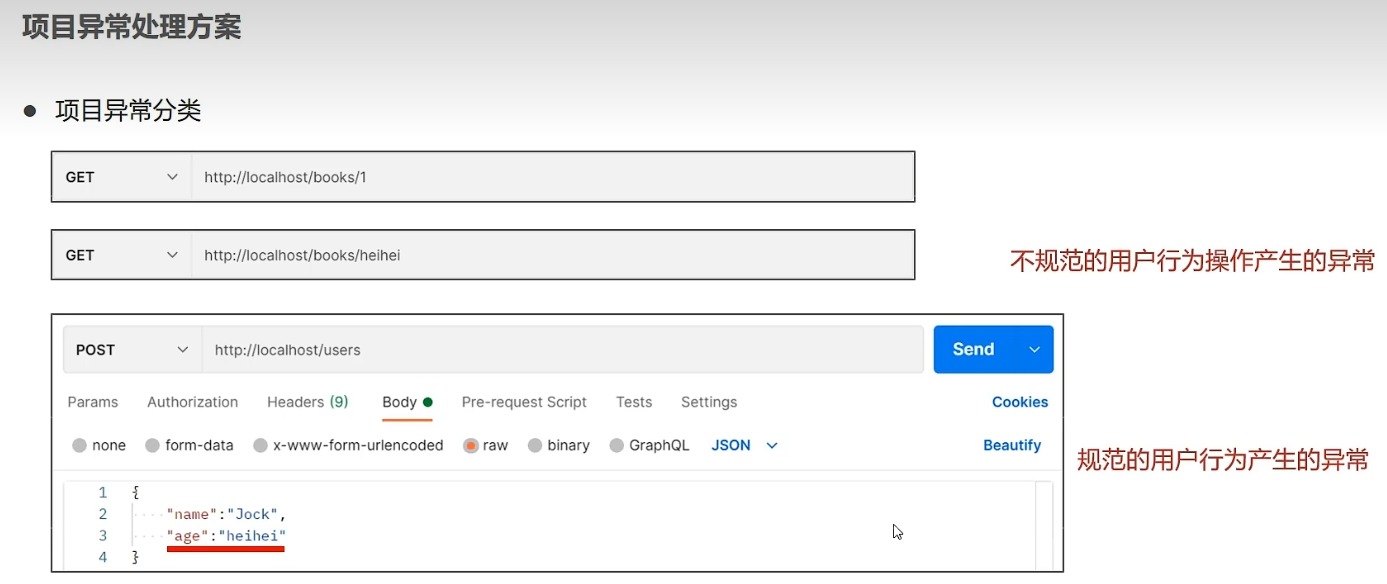 项目异常处理方案
● 项目异常分类
GET http://localhost/books/1
GET http://localhost/books/heihei
不规范的用户行为操作产生的异常
POST http://localhost/users Send
Params Authorization Headers (9) Body Pre-request Script Tests Settings Cookies
none form-data x-www-form-urlencoded raw binary GraphQL JSON Beautify
规范的用户行为产生的异常
1 {
2 ····"name":"Jock",
3 ····"age":"heihei"
4 }